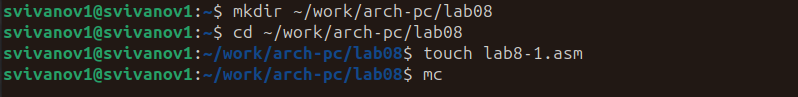 svivanov1@svivanov1:~$ mkdir ~/work/arch-pc/lab08
svivanov1@svivanov1:~$ cd ~/work/arch-pc/lab08
svivanov1@svivanov1:~/work/arch-pc/lab08$ touch lab8-1.asm
svivanov1@svivanov1:~/work/arch-pc/lab08$ mc